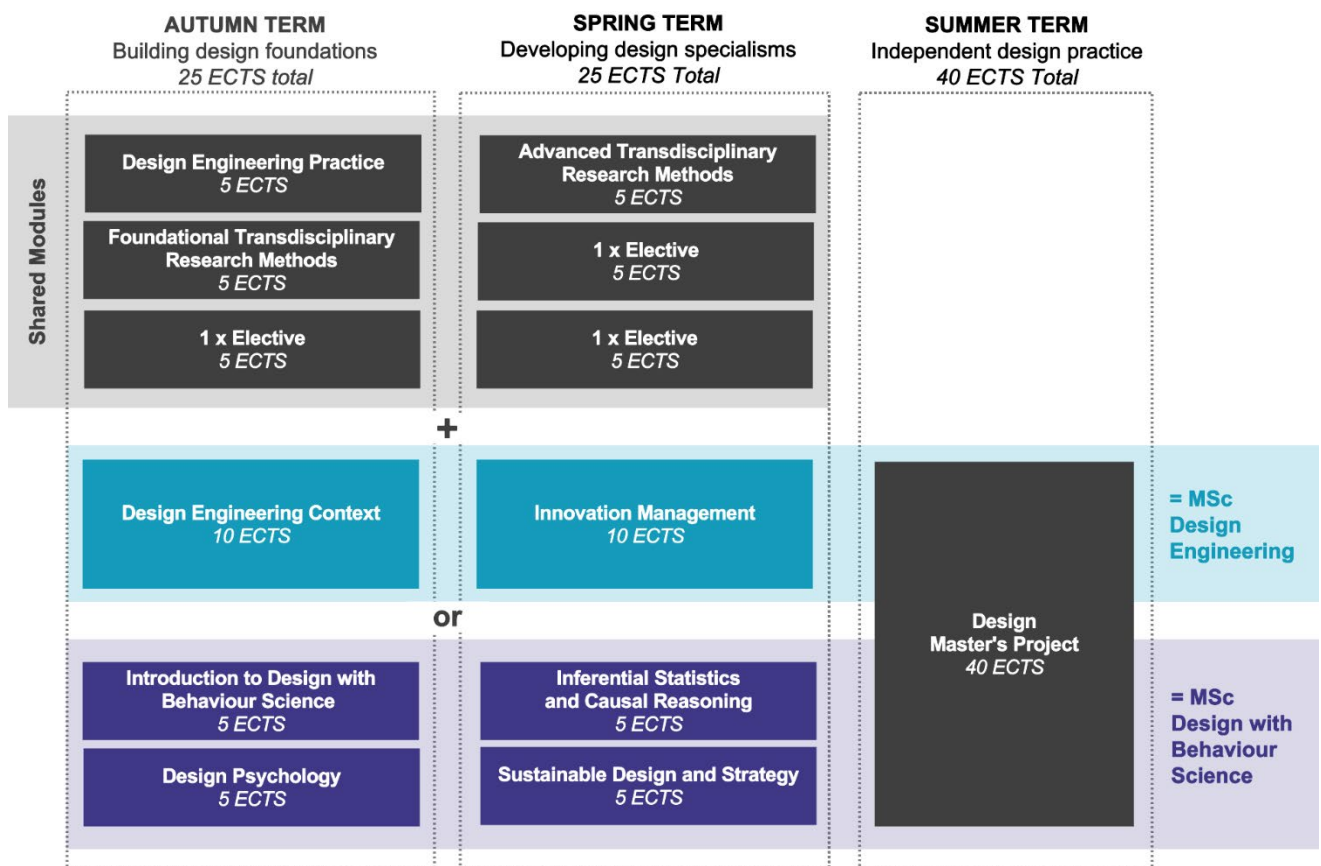 AUTUMN TERM
Building design foundations
25 ECTS total
SPRING TERM
Developing design specialisms
25 ECTS Total
SUMMER TERM
Independent design practice
40 ECTS Total
Shared Modules
Design Engineering Practice
5 ECTS
Foundational Transdisciplinary
Research Methods
5 ECTS
1 x Elective
5 ECTS
Advanced Transdisciplinary
Research Methods
5 ECTS
1 x Elective
5 ECTS
1 x Elective
5 ECTS
+
Design Engineering Context
10 ECTS
Innovation Management
10 ECTS
= MSc
Design
Engineering
or
Introduction to Design with
Behaviour Science
5 ECTS
Design Psychology
5 ECTS
Inferential Statistics
and Causal Reasoning
5 ECTS
Sustainable Design and Strategy
5 ECTS
Design
Master's Project
40 ECTS
= MSc
Design with
Behaviour
Science